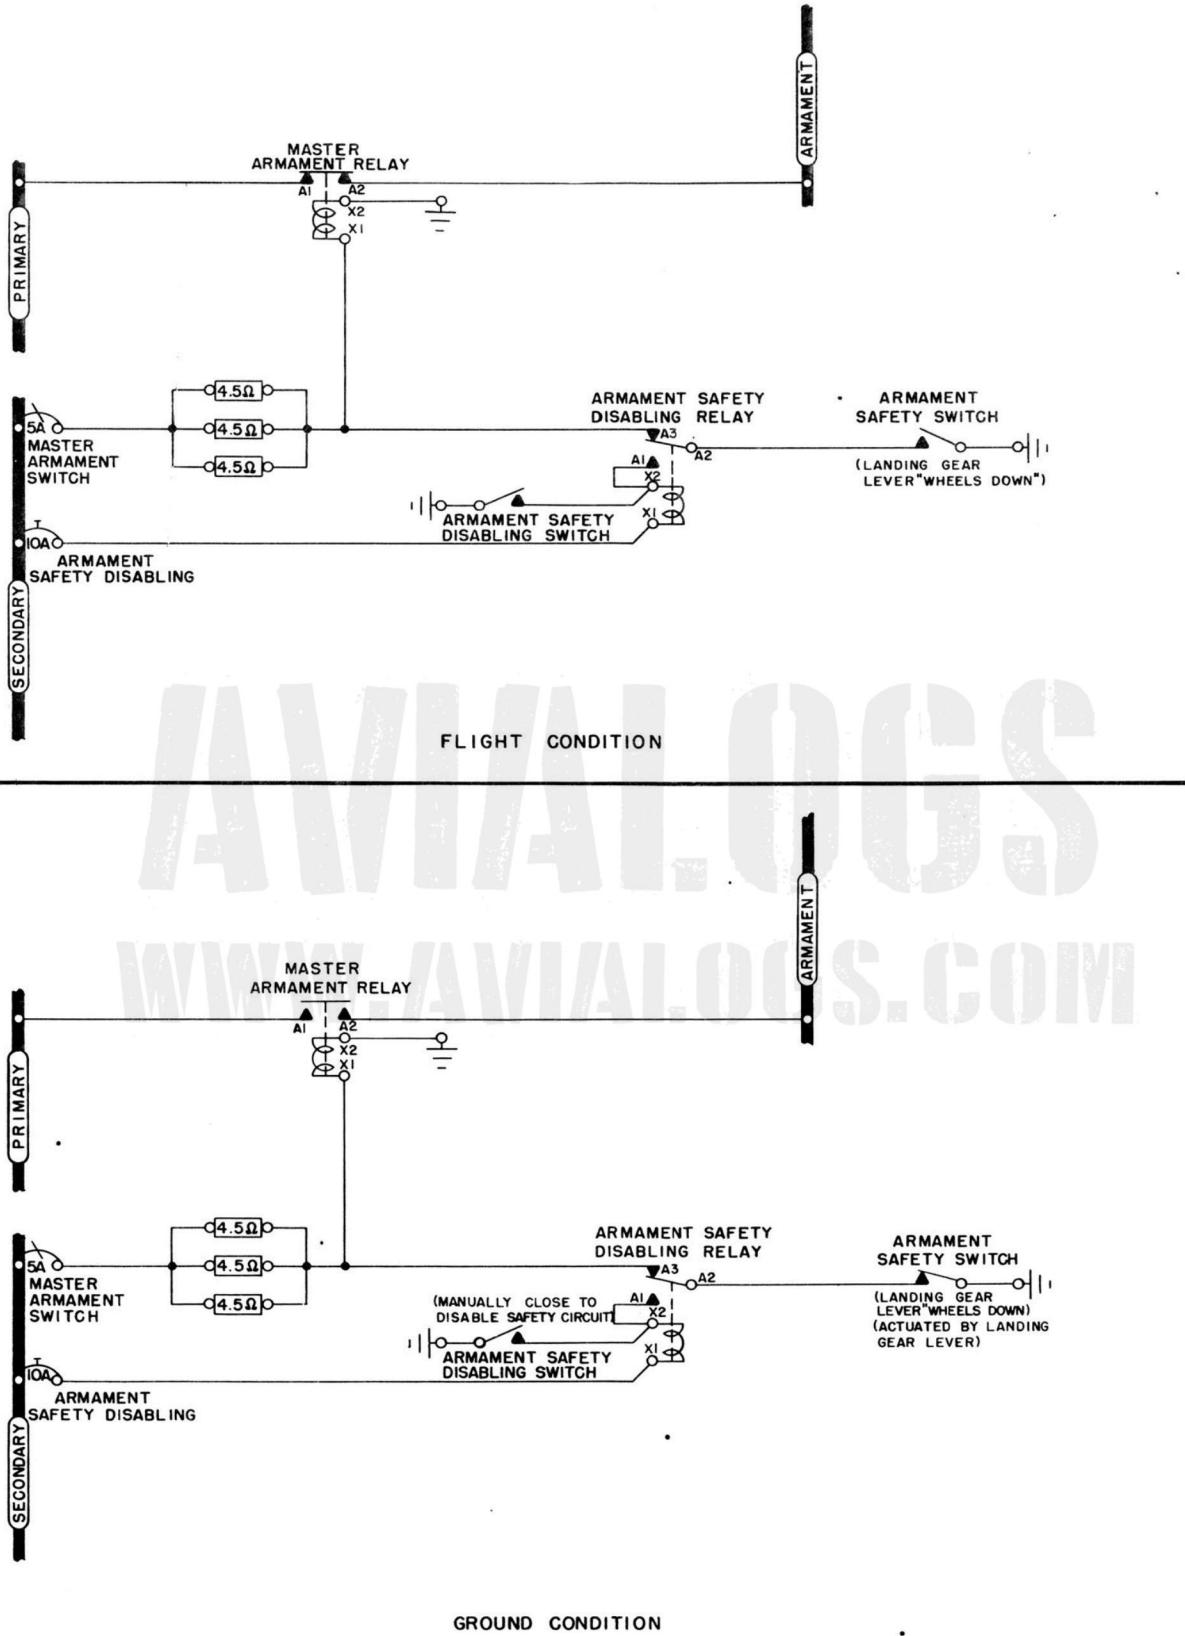 ARMAMENT
MASTER
ARMAMENT RELAY
A1
A2
X2
X1
PRIMARY
4.5Ω
4.5Ω
4.5Ω
5A
MASTER
ARMAMENT
SWITCH
ARMAMENT SAFETY
DISABLING RELAY
A3
A2
A1
X2
X1
ARMAMENT
SAFETY SWITCH
(LANDING GEAR
LEVER"WHEELS DOWN")
ARMAMENT SAFETY
DISABLING SWITCH
10A
ARMAMENT
SAFETY DISABLING
SECONDARY
FLIGHT CONDITION
AVIALOGS
WWW.AVIALOGS.COM
ARMAMENT
MASTER
ARMAMENT RELAY
A1
A2
X2
X1
PRIMARY
4.5Ω
4.5Ω
4.5Ω
5A
MASTER
ARMAMENT
SWITCH
ARMAMENT SAFETY
DISABLING RELAY
A3
A2
A1
X2
X1
ARMAMENT
SAFETY SWITCH
(LANDING GEAR
LEVER"WHEELS DOWN)
(ACTUATED BY LANDING
GEAR LEVER)
(MANUALLY CLOSE TO
DISABLE SAFETY CIRCUIT)
ARMAMENT SAFETY
DISABLING SWITCH
10A
ARMAMENT
SAFETY DISABLING
SECONDARY
GROUND CONDITION